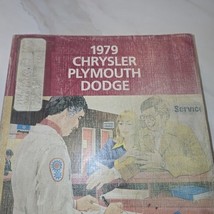 1979
CHRYSLER
PLYMOUTH
DODGE
Service